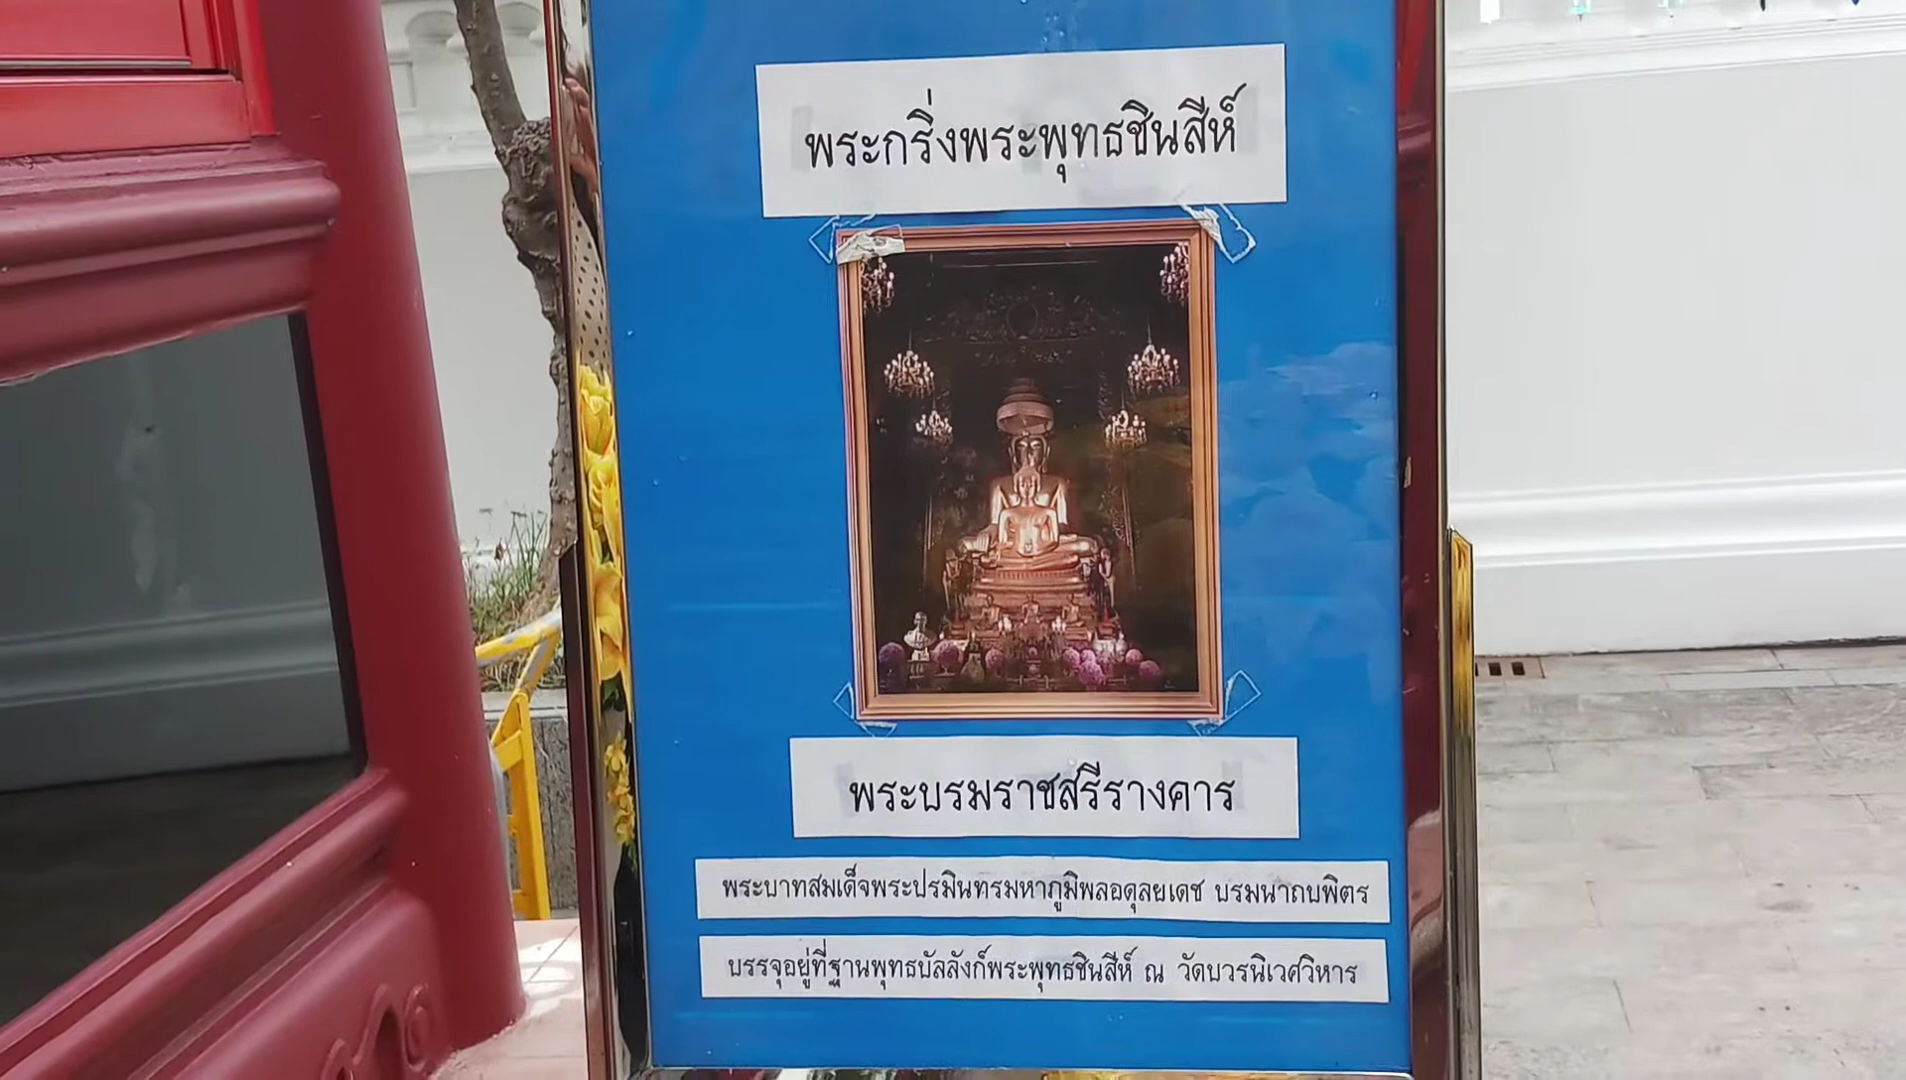 พระกริ่งพระพุทธชินสีห์
พระบรมราชสรีรางคาร
พระบาทสมเด็จพระปรมินทรมหาภูมิพลอดุลยเดช บรมนาถบพิตร
บรรจุอยู่ที่ฐานพุทธบัลลังก์พระพุทธชินสีห์ ณ วัดบวรนิเวศวิหาร